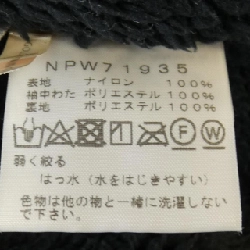 NPW71935
表地 ナイロン 100%
袖中わた ポリエステル 100%
裏地 ポリエステル 100%
F W
弱く絞る
はっ水（水をはじきやすい）
色物は他の物と一緒に洗濯しない
で下さい。